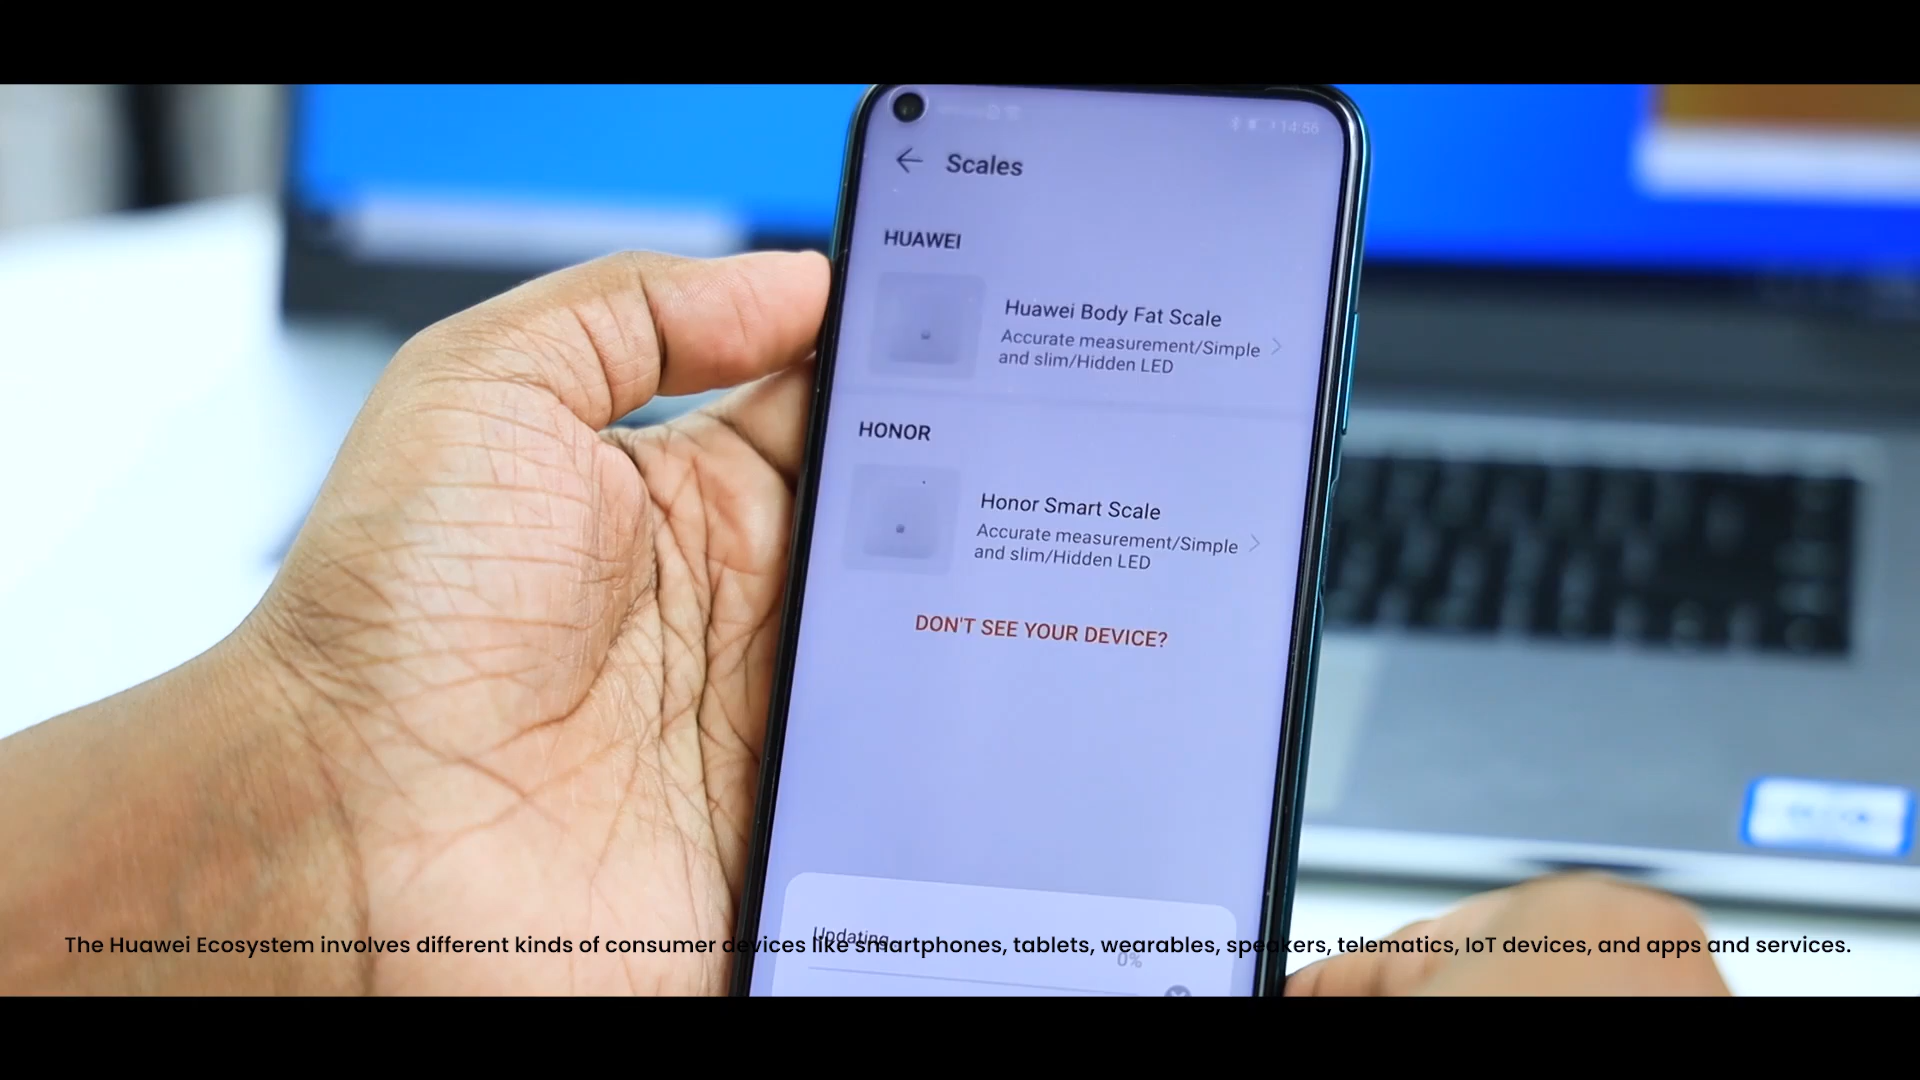 14:56
Scales
HUAWEI
Huawei Body Fat Scale
Accurate measurement/Simple
and slim/Hidden LED
HONOR
Honor Smart Scale
Accurate measurement/Simple
and slim/Hidden LED
DON'T SEE YOUR DEVICE?
Updating
0%
The Huawei Ecosystem involves different kinds of consumer devices like smartphones, tablets, wearables, speakers, telematics, IoT devices, and apps and services.